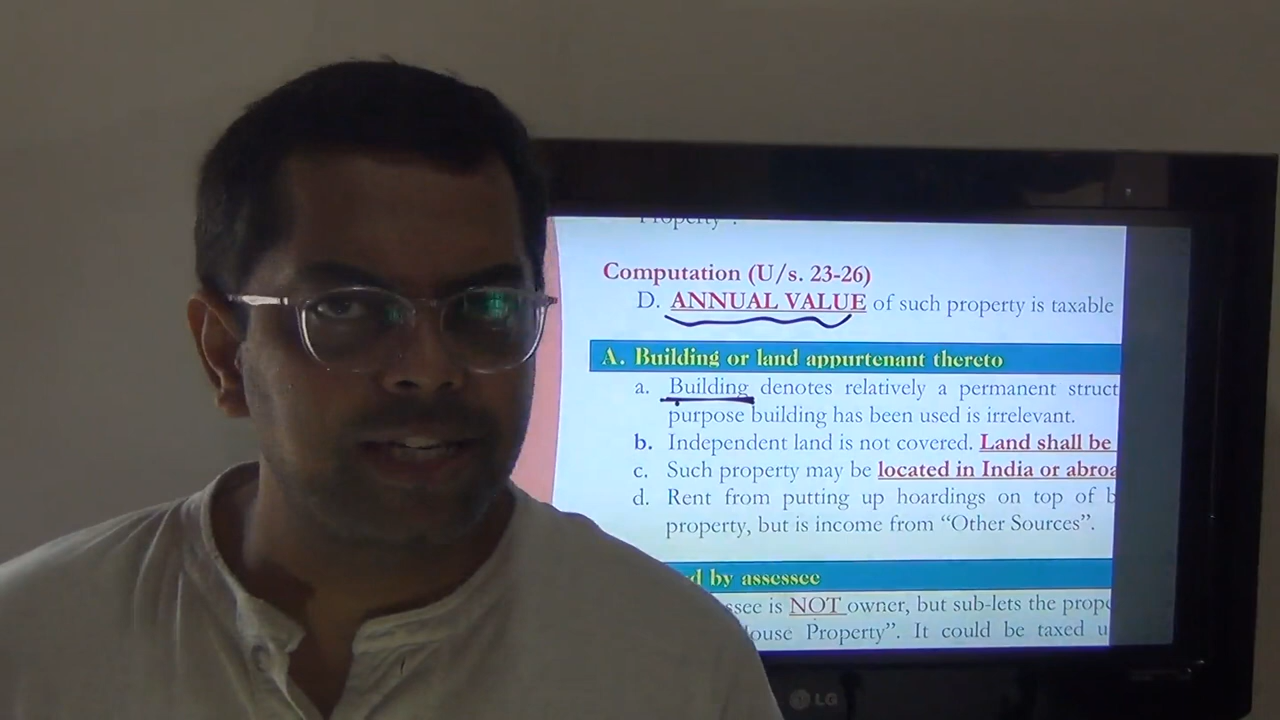 Property".
Computation (U/s. 23-26)
D. ANNUAL VALUE of such property is taxable
A. Building or land appurtenant thereto
a. Building denotes relatively a permanent struct
purpose building has been used is irrelevant.
b. Independent land is not covered. Land shall be
c. Such property may be located in India or abroa
d. Rent from putting up hoardings on top of b
property, but is income from “Other Sources”.
d by assessee
ssee is NOT owner, but sub-lets the prope
ouse Property”. It could be taxed u
LG